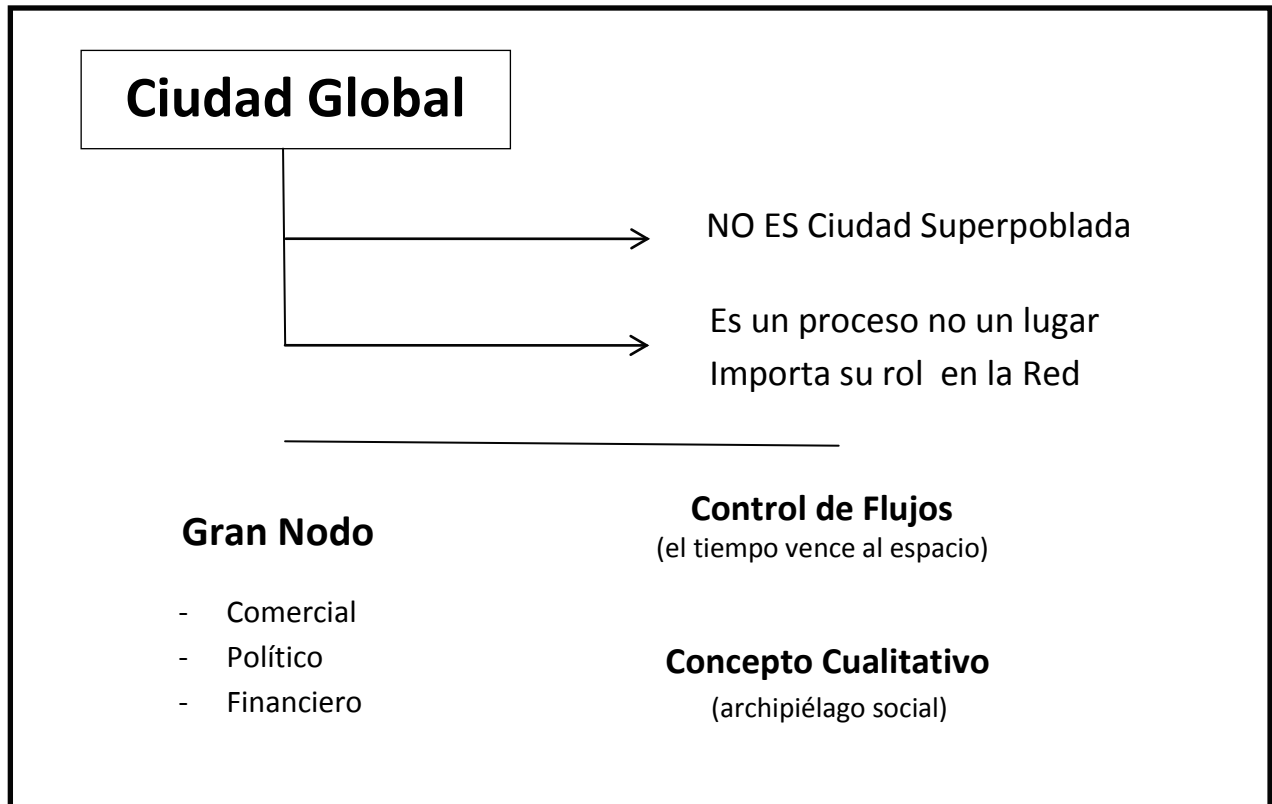 Ciudad Global
NO ES Ciudad Superpoblada
Es un proceso no un lugar
Importa su rol en la Red
Gran Nodo
- Comercial
- Político
- Financiero
Control de Flujos
(el tiempo vence al espacio)
Concepto Cualitativo
(archipiélago social)